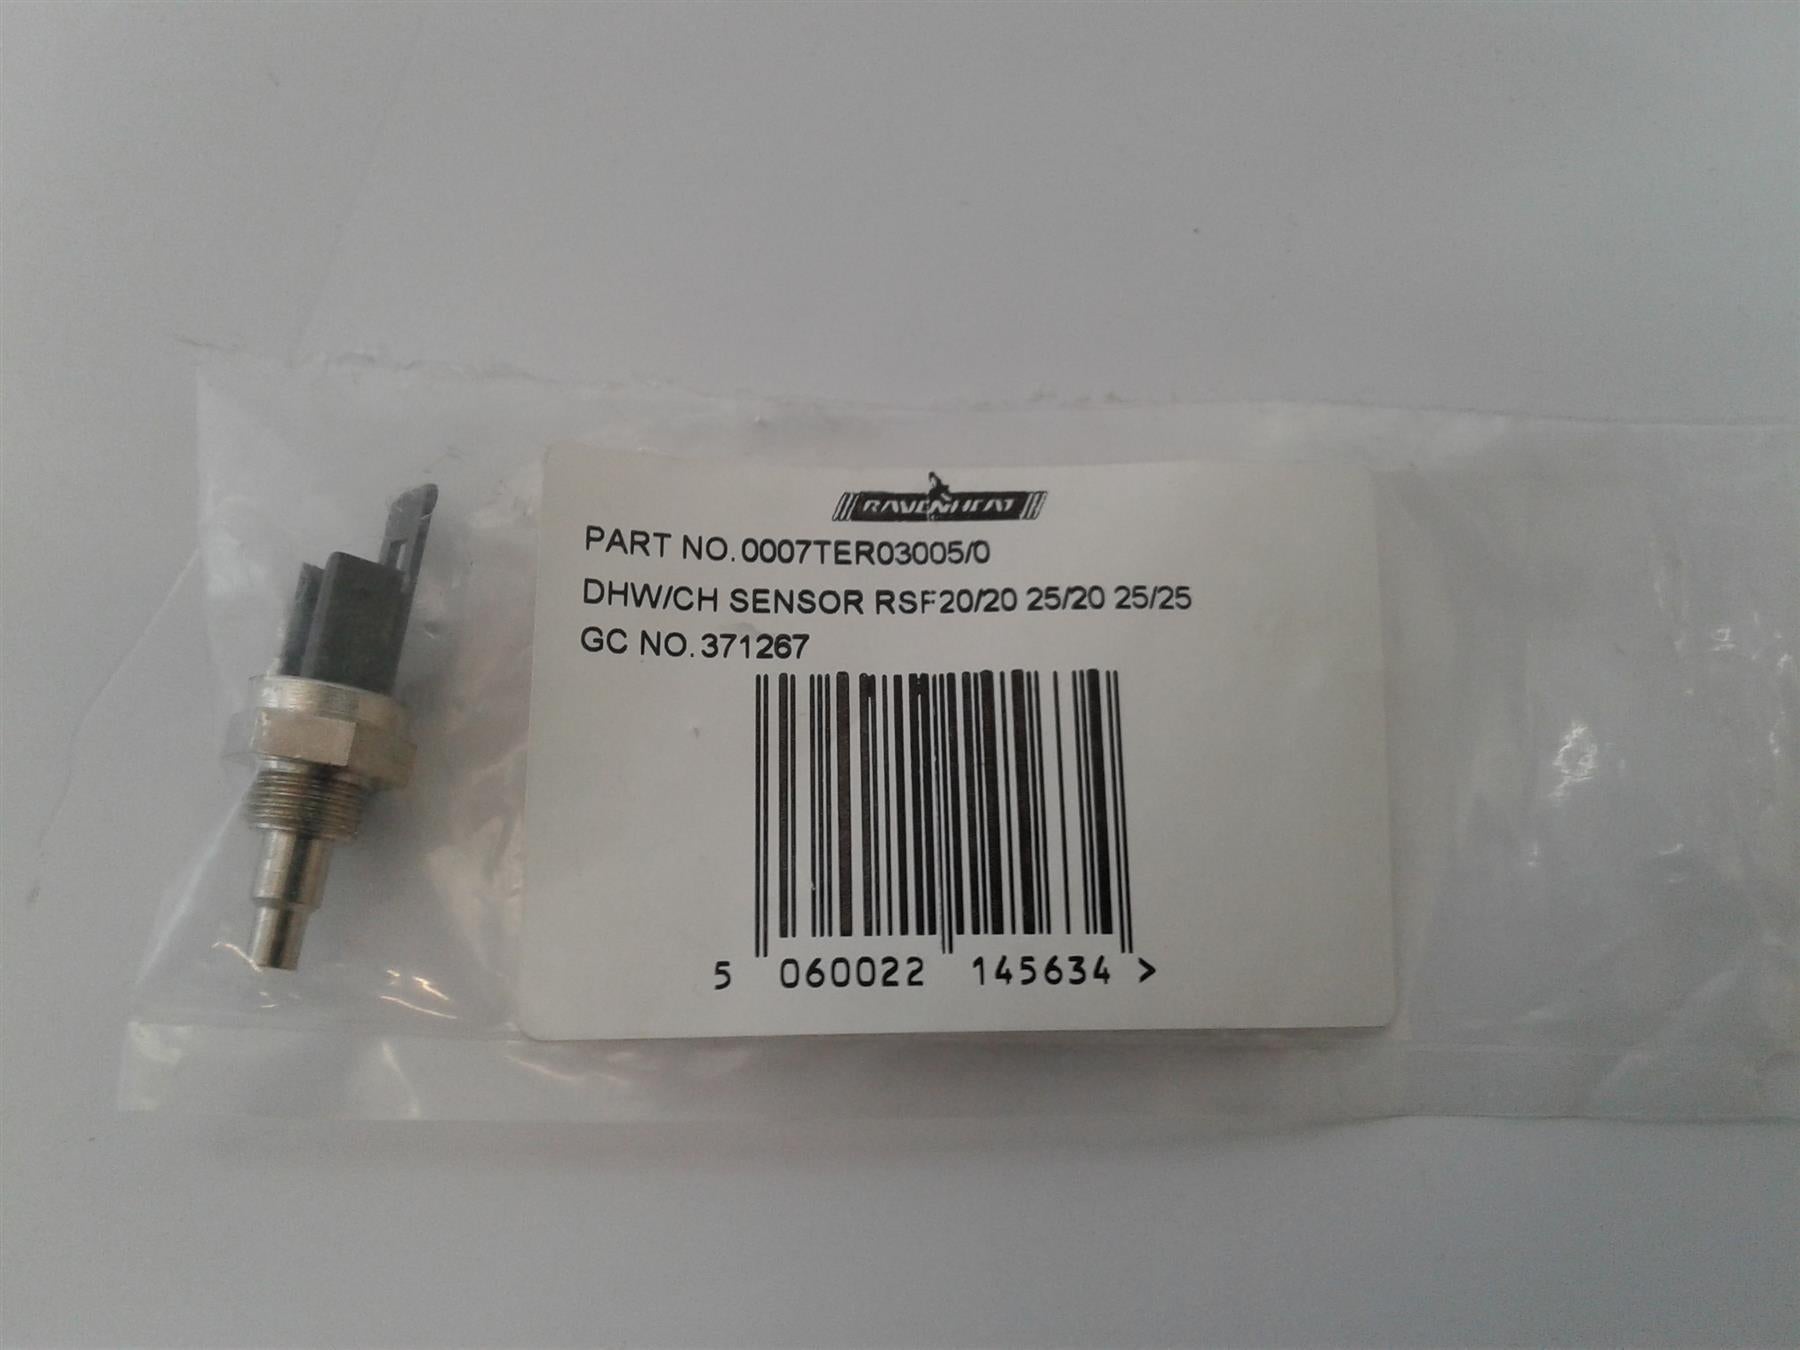 RAVENHEAT
PART NO. 0007TER03005/0
DHW/CH SENSOR RSF20/20 25/20 25/25
GC NO. 371267
5 060022 145634 >